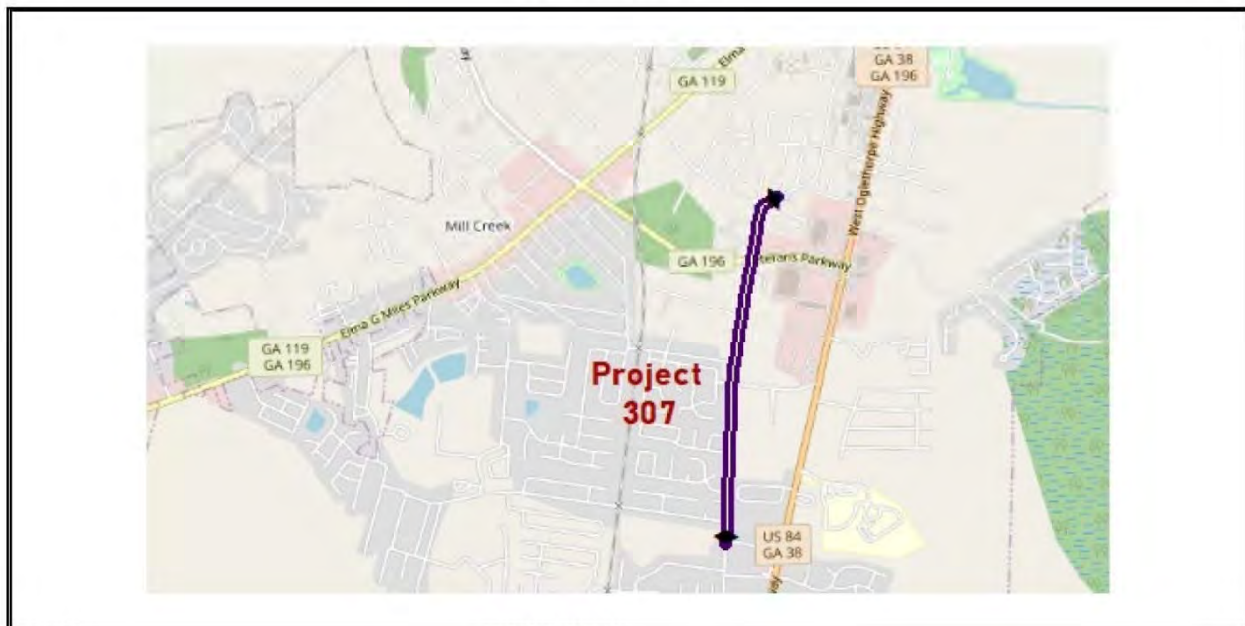 GA 119
GA 38
GA 196
West Oglethorpe Highway
Mill Creek
GA 196
Parkway
Elma G Miles Parkway
GA 119
GA 196
Project
307
US 84
GA 38